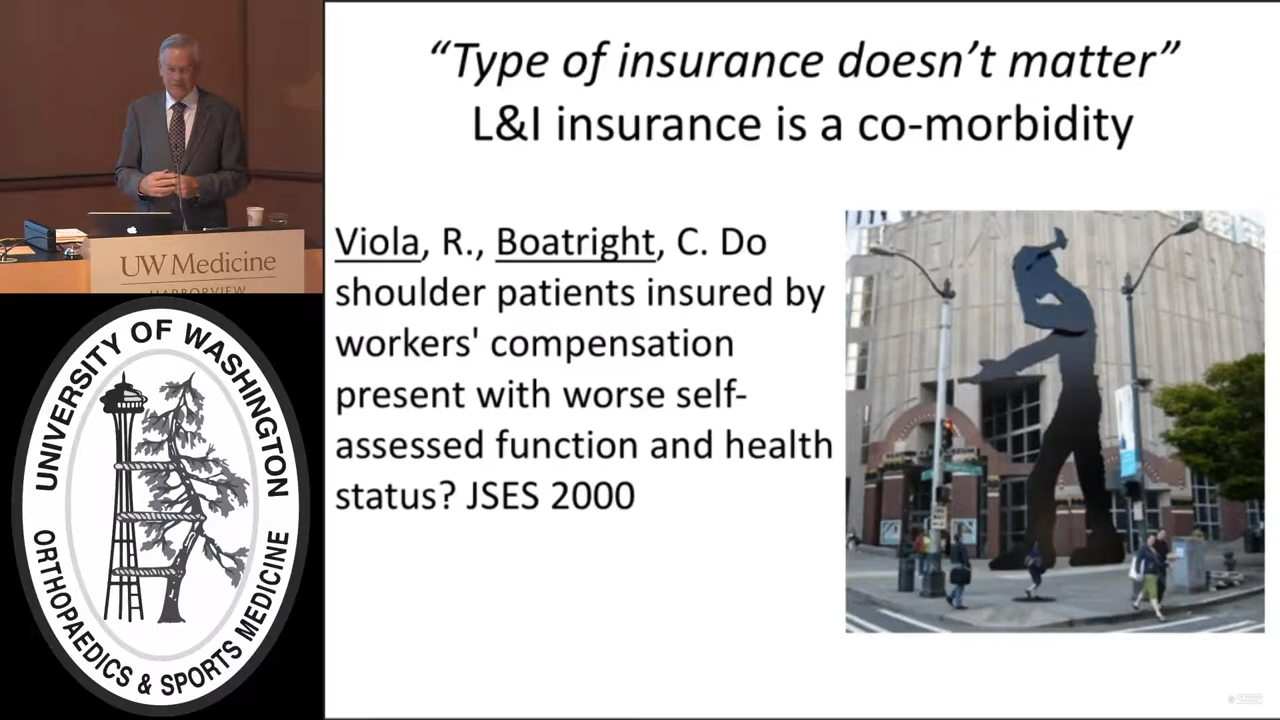 “Type of insurance doesn’t matter”
L&I insurance is a co-morbidity
Viola, R., Boatright, C. Do
shoulder patients insured by
workers' compensation
present with worse self-
assessed function and health
status? JSES 2000
UW Medicine
HARBORVIEW
UNIVERSITY OF WASHINGTON
ORTHOPAEDICS & SPORTS MEDICINE